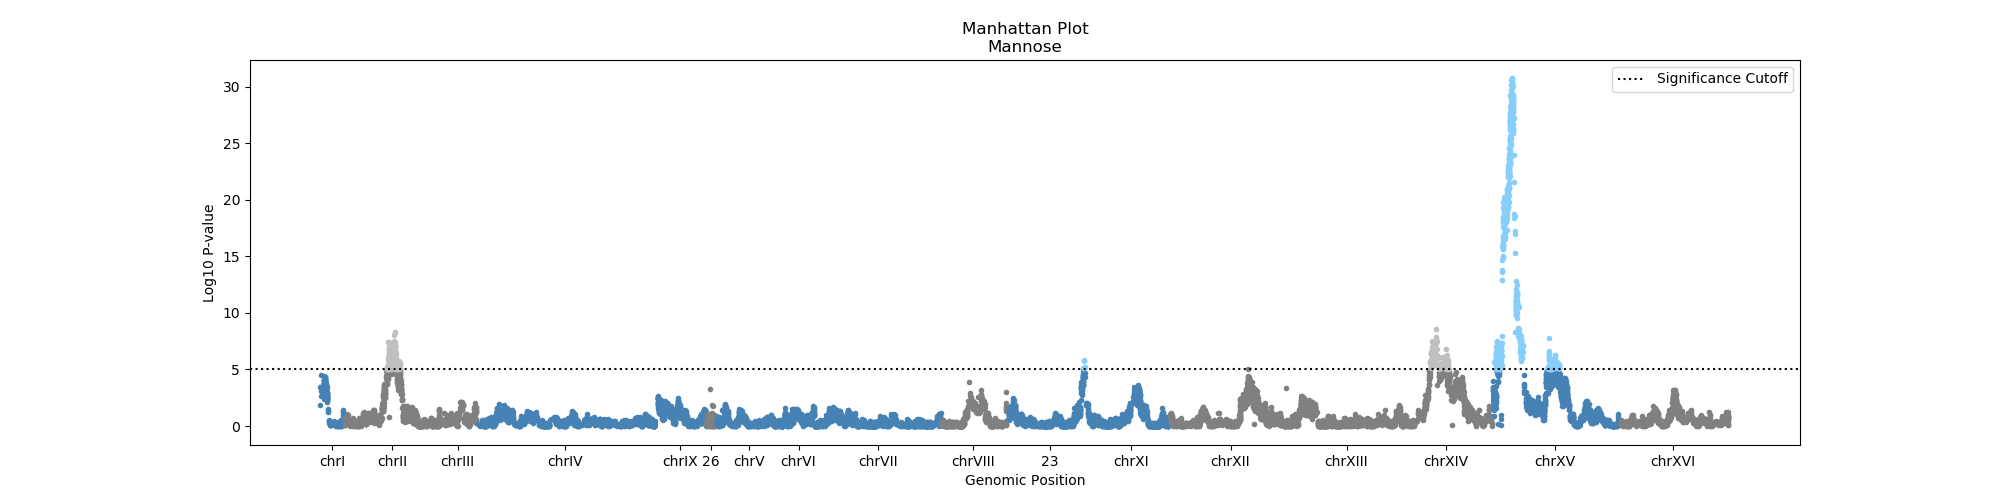 Manhattan Plot
Mannose
Significance Cutoff
30
25
20
15
10
5
0
Log10 P-value
chrI chrII chrIII chrIV chrIX 26 chrV chrVI chrVII chrVIII 23 chrXI chrXII chrXIII chrXIV chrXV chrXVI
Genomic Position